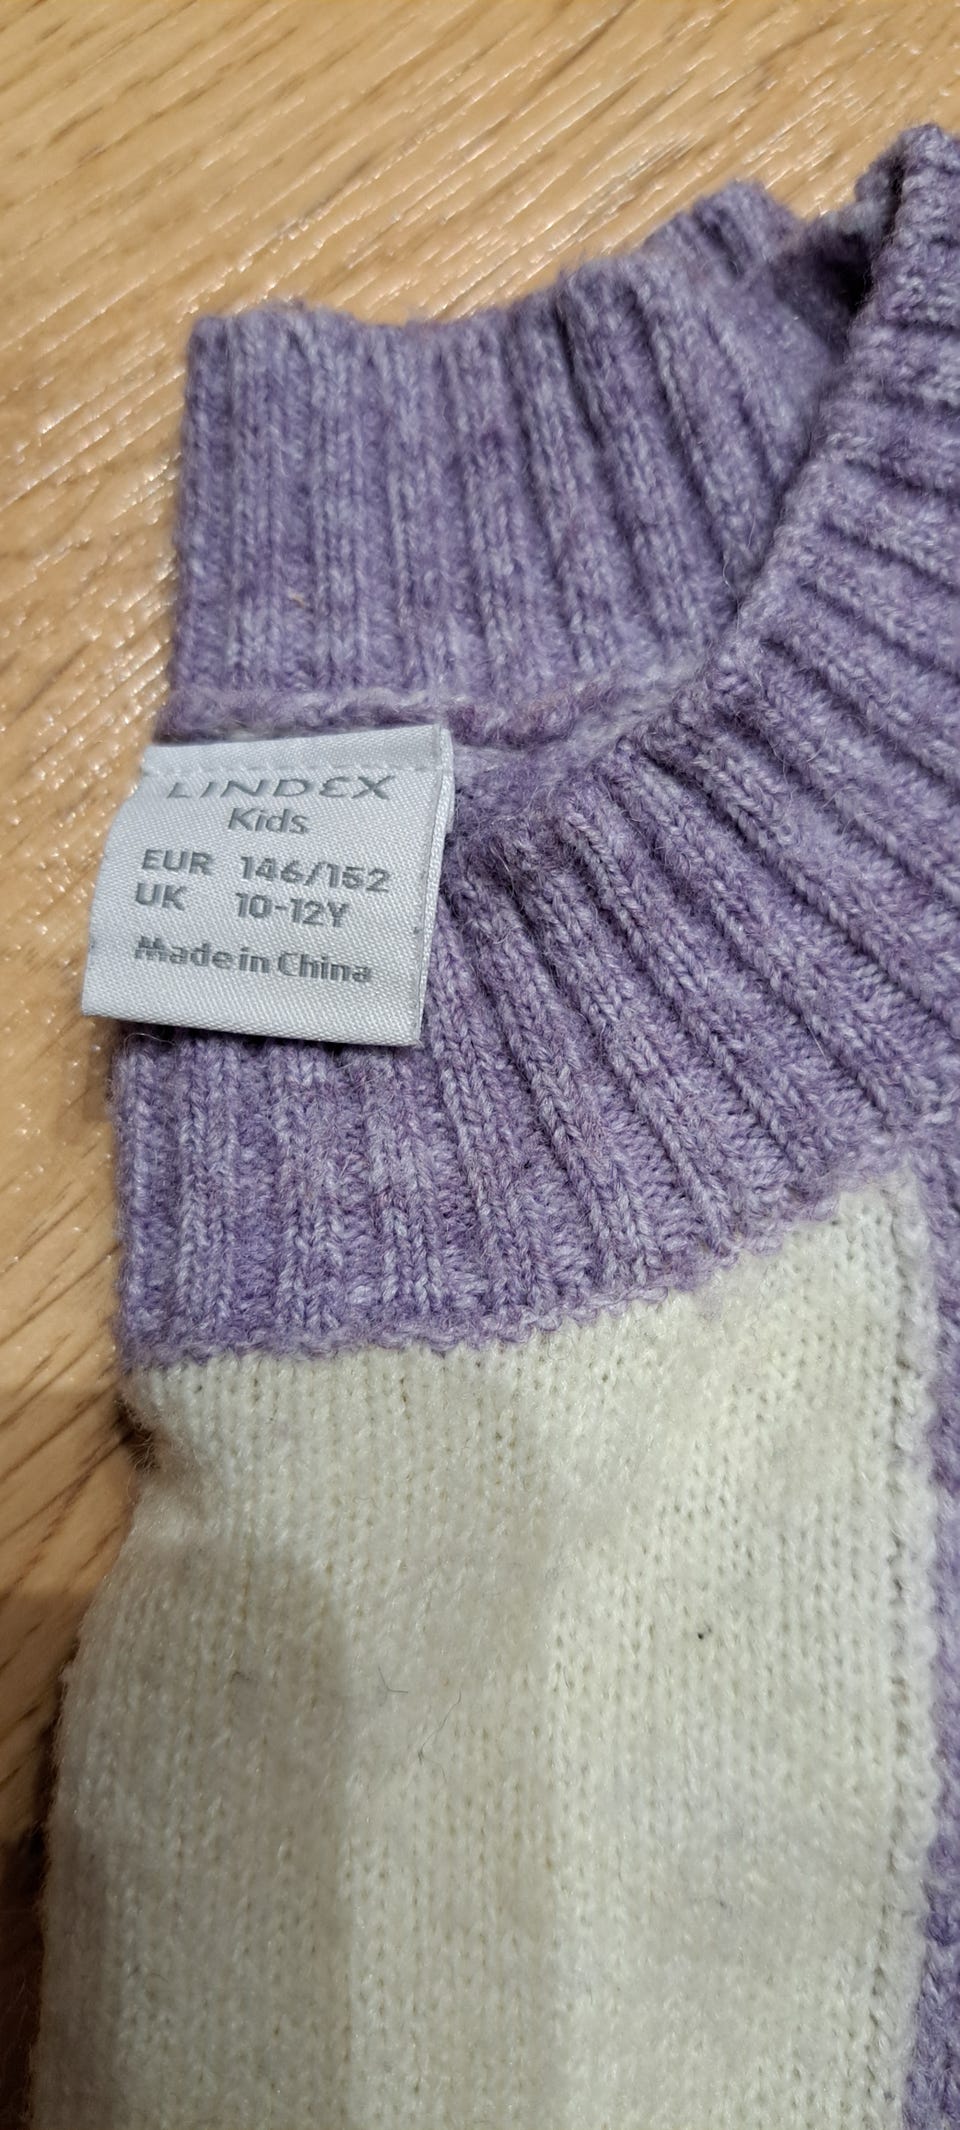 LINDEX
Kids
EUR 146/152
UK 10-12Y
Made in China